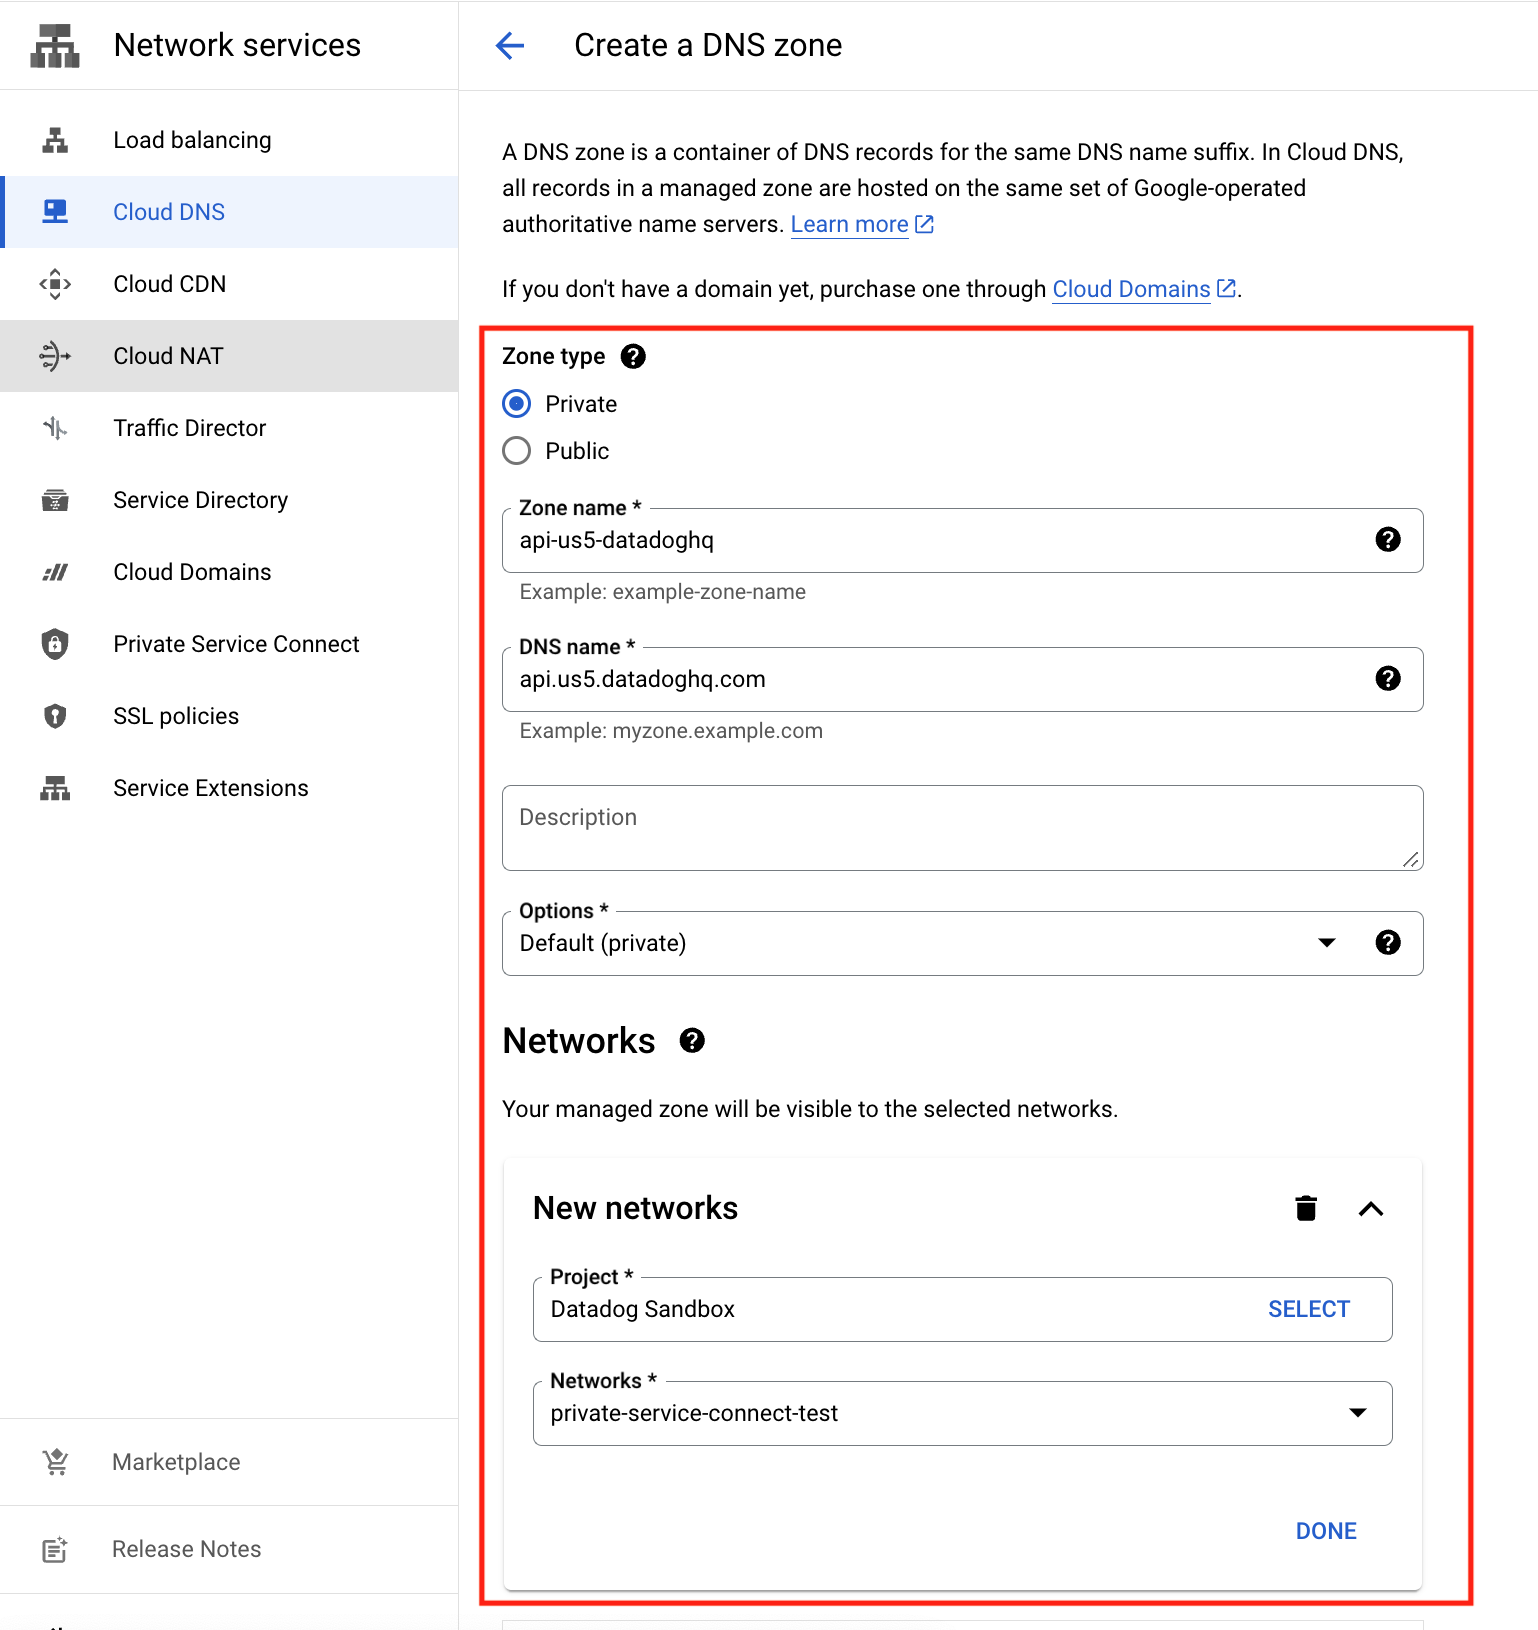 Network services
Load balancing
Cloud DNS
Cloud CDN
Cloud NAT
Traffic Director
Service Directory
Cloud Domains
Private Service Connect
SSL policies
Service Extensions
Marketplace
Release Notes
Create a DNS zone
A DNS zone is a container of DNS records for the same DNS name suffix. In Cloud DNS,
all records in a managed zone are hosted on the same set of Google-operated
authoritative name servers. Learn more
If you don't have a domain yet, purchase one through Cloud Domains.
Zone type
Private
Public
Zone name *
api-us5-datadoghq
Example: example-zone-name
DNS name *
api.us5.datadoghq.com
Example: myzone.example.com
Description
Options *
Default (private)
Networks
Your managed zone will be visible to the selected networks.
New networks
Project *
Datadog Sandbox
SELECT
Networks *
private-service-connect-test
DONE